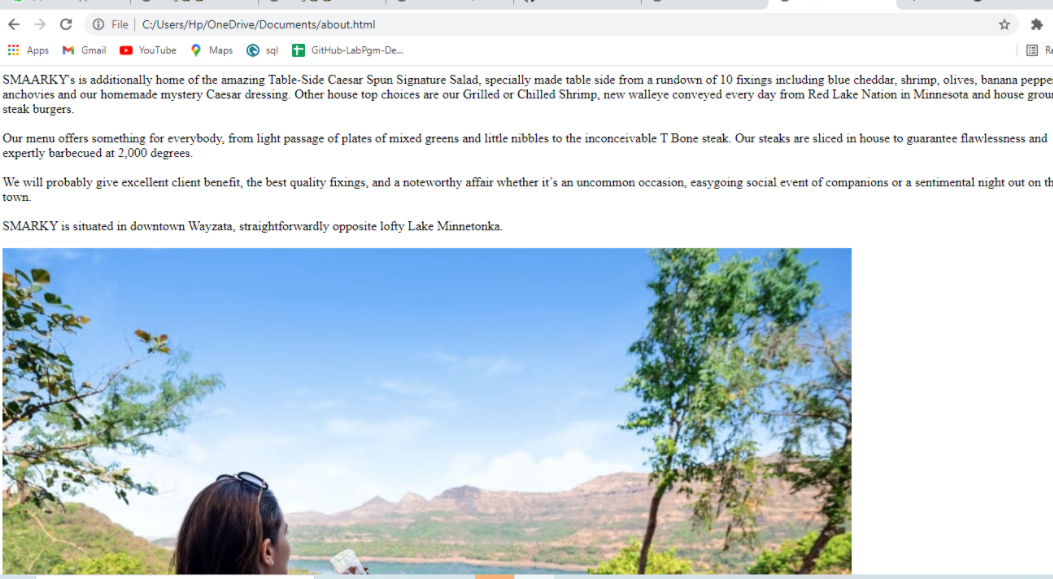 File | C:/Users/Hp/OneDrive/Documents/about.html
Apps Gmail YouTube Maps sql GitHub-LabPgm-De...
SMAARKY's is additionally home of the amazing Table-Side Caesar Spun Signature Salad, specially made table side from a rundown of 10 fixings including blue cheddar, shrimp, olives, banana peppe
anchovies and our homemade mystery Caesar dressing. Other house top choices are our Grilled or Chilled Shrimp, new walleye conveyed every day from Red Lake Nation in Minnesota and house grou
steak burgers.
Our menu offers something for everybody, from light passage of plates of mixed greens and little nibbles to the inconceivable T Bone steak. Our steaks are sliced in house to guarantee flawlessness and
expertly barbecued at 2,000 degrees.
We will probably give excellent client benefit, the best quality fixings, and a noteworthy affair whether it’s an uncommon occasion, easygoing social event of companions or a sentimental night out on th
town.
SMARKY is situated in downtown Wayzata, straightforwardly opposite lofty Lake Minnetonka.